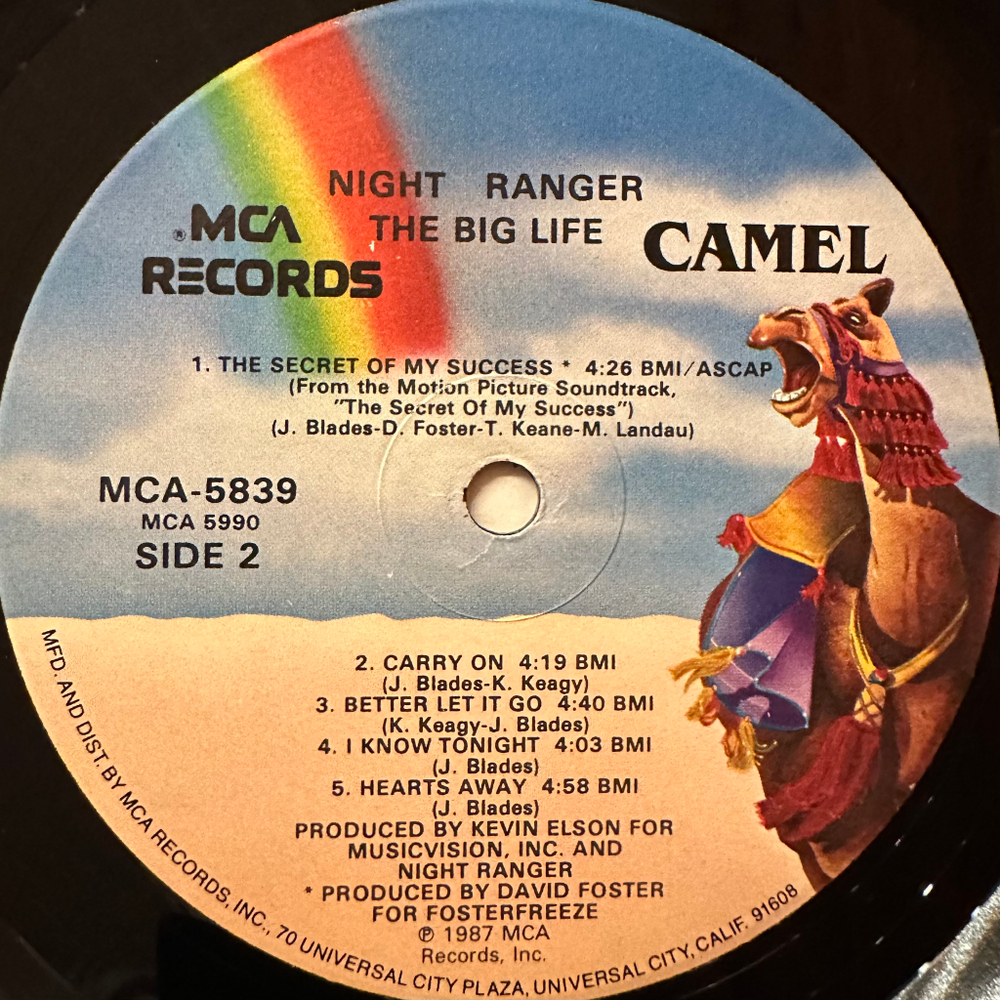 NIGHT RANGER
THE BIG LIFE
®MCA
RECORDS
CAMEL
1. THE SECRET OF MY SUCCESS * 4:26 BMI/ASCAP
(From the Motion Picture Soundtrack,
"The Secret Of My Success")
(J. Blades-D. Foster-T. Keane-M. Landau)
MCA-5839
MCA 5990
SIDE 2
2. CARRY ON 4:19 BMI
(J. Blades-K. Keagy)
3. BETTER LET IT GO 4:40 BMI
(K. Keagy-J. Blades)
4. I KNOW TONIGHT 4:03 BMI
(J. Blades)
5. HEARTS AWAY 4:58 BMI
(J. Blades)
PRODUCED BY KEVIN ELSON FOR
MUSICVISION, INC. AND
NIGHT RANGER
* PRODUCED BY DAVID FOSTER
FOR FOSTERFREEZE
℗ 1987 MCA
Records, Inc.
MFD. AND DIST. BY MCA RECORDS, INC., 70 UNIVERSAL CITY PLAZA, UNIVERSAL CITY, CALIF. 91608